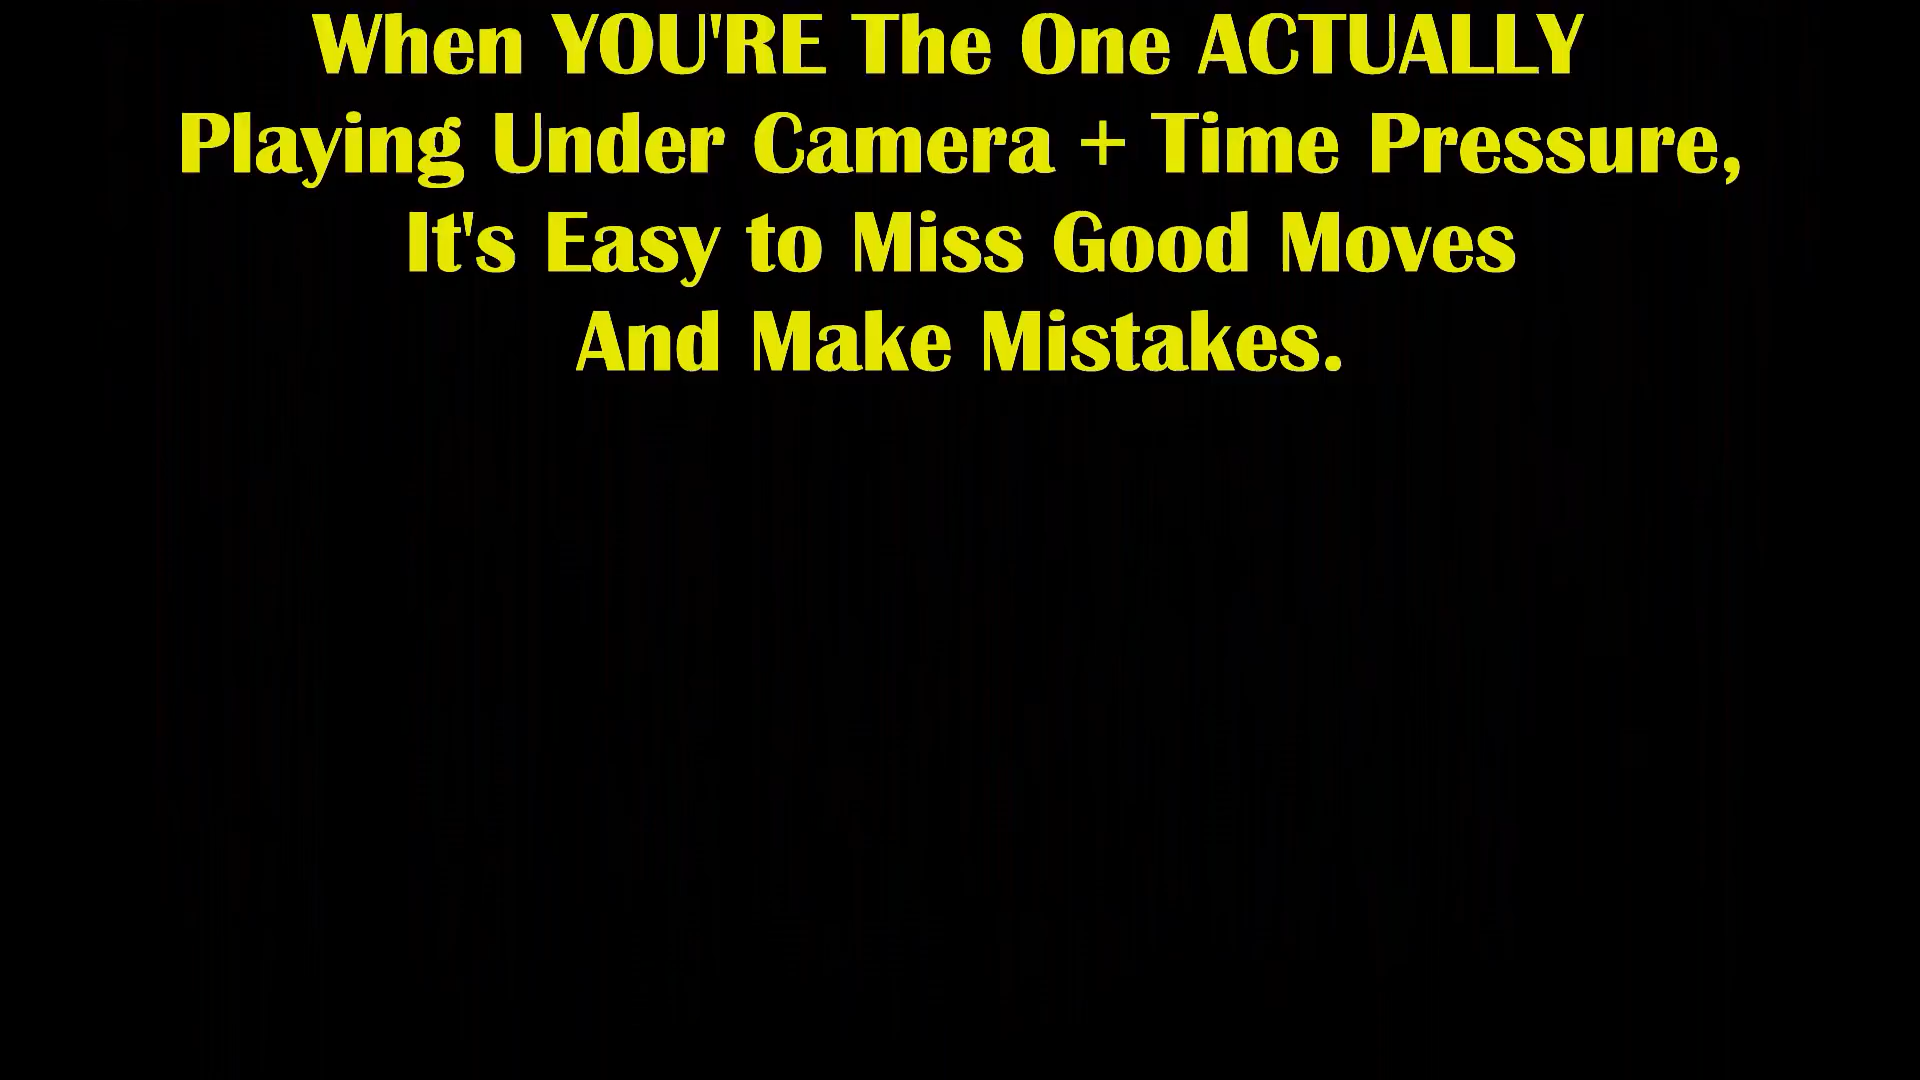 When YOU'RE The One ACTUALLY
Playing Under Camera + Time Pressure,
It's Easy to Miss Good Moves
And Make Mistakes.